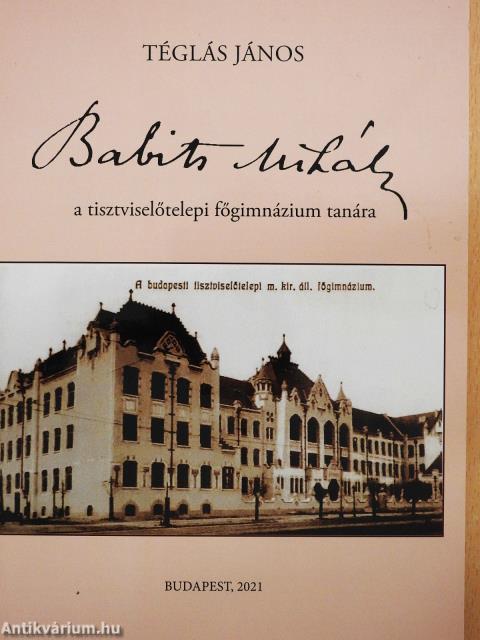 TÉGLÁS JÁNOS
Babits Mihály
a tisztviselőtelepi főgimnázium tanára
A budapesti tisztviselőtelepi m. kir. áll. főgimnázium.
BUDAPEST, 2021
Antikvárium.hu